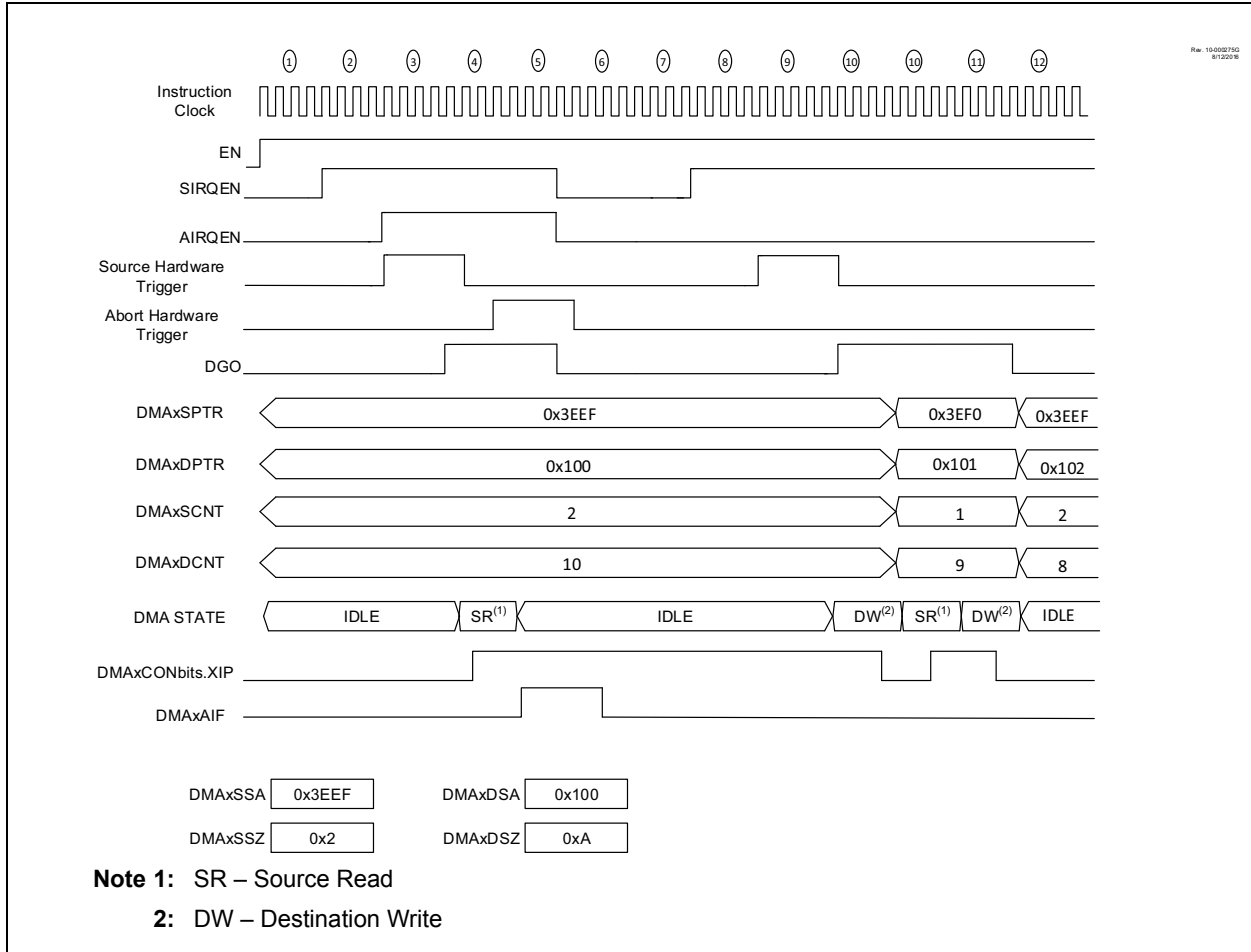 Rev. 10-000275G
8/12/2016
1 2 3 4 5 6 7 8 9 10 10 11 12
Instruction
Clock
EN
SIRQEN
AIRQEN
Source Hardware
Trigger
Abort Hardware
Trigger
DGO
DMAxSPTR 0x3EEF 0x3EF0 0x3EEF
DMAxDPTR 0x100 0x101 0x102
DMAxSCNT 2 1 2
DMAxDCNT 10 9 8
DMA STATE IDLE SR(1) IDLE DW(2) SR(1) DW(2) IDLE
DMAxCONbits.XIP
DMAxAIF
DMAxSSA 0x3EEF DMAxDSA 0x100
DMAxSSZ 0x2 DMAxDSZ 0xA
Note 1: SR – Source Read
2: DW – Destination Write